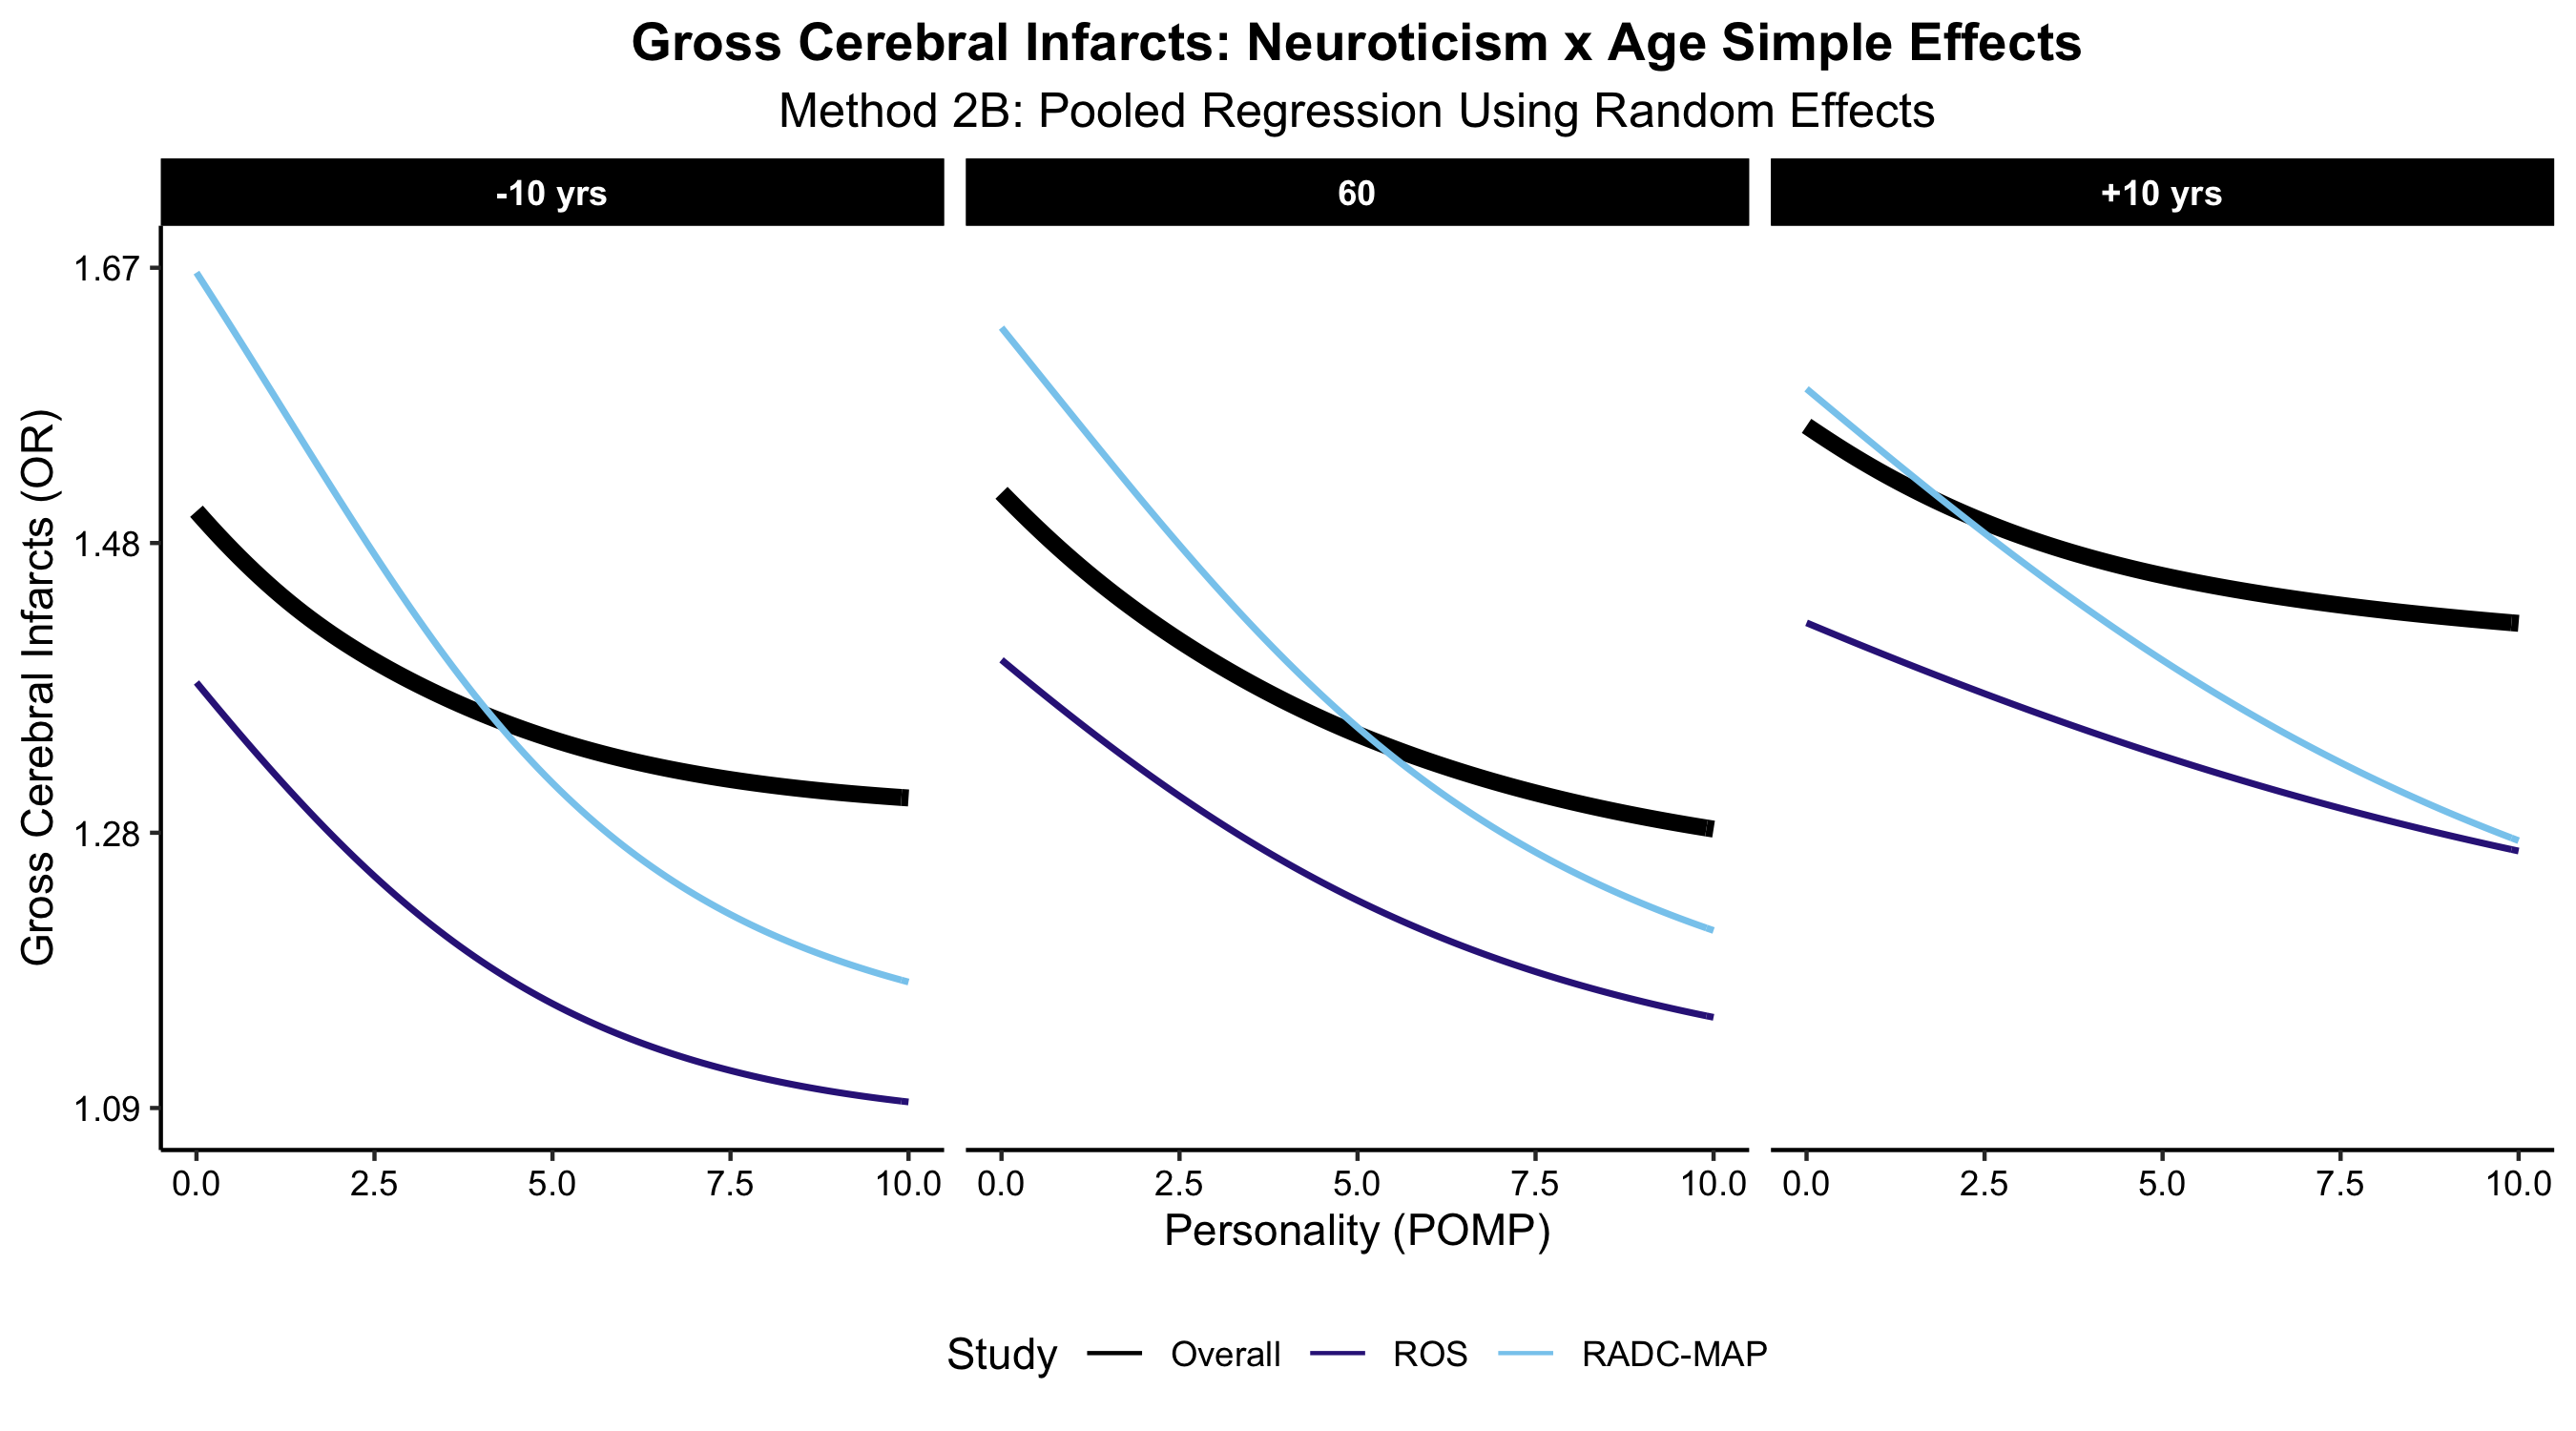 Gross Cerebral Infarcts: Neuroticism x Age Simple Effects
Method 2B: Pooled Regression Using Random Effects
-10 yrs 60 +10 yrs
Gross Cerebral Infarcts (OR)
1.67
1.48
1.28
1.09
0.0 2.5 5.0 7.5 10.0 0.0 2.5 5.0 7.5 10.0 0.0 2.5 5.0 7.5 10.0
Personality (POMP)
Study Overall ROS RADC-MAP